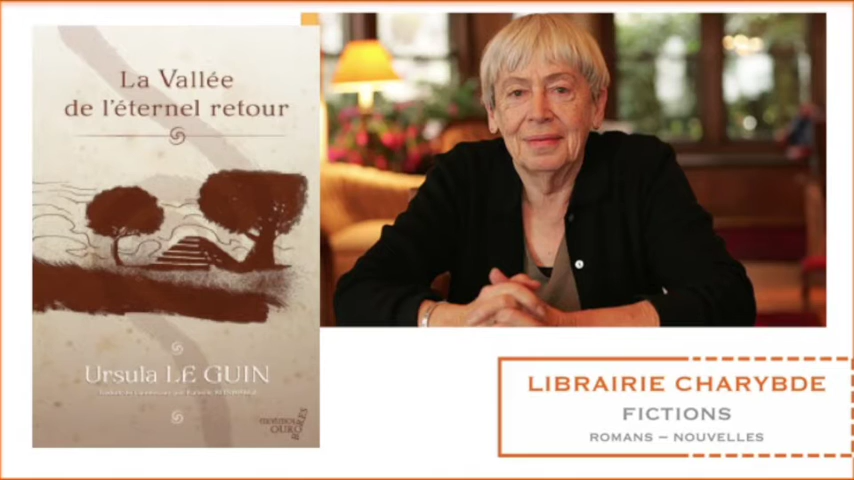 La Vallée
de l'éternel retour
Ursula LE GUIN
LIBRAIRIE CHARYBDE
FICTIONS
ROMANS – NOUVELLES